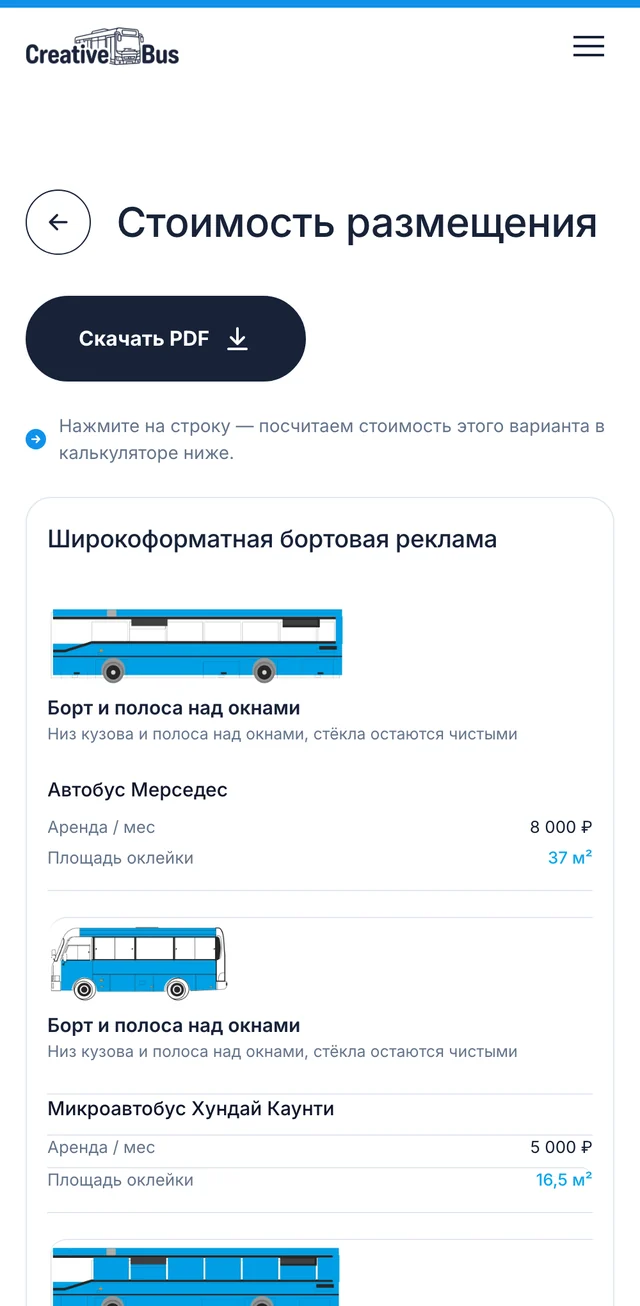 Creative Bus
Стоимость размещения
Скачать PDF
Нажмите на строку — посчитаем стоимость этого варианта в
калькуляторе ниже.
Широкоформатная бортовая реклама
Борт и полоса над окнами
Низ кузова и полоса над окнами, стёкла остаются чистыми
Автобус Мерседес
Аренда / мес 8 000 ₽
Площадь оклейки 37 м²
Борт и полоса над окнами
Низ кузова и полоса над окнами, стёкла остаются чистыми
Микроавтобус Хундай Каунти
Аренда / мес 5 000 ₽
Площадь оклейки 16,5 м²